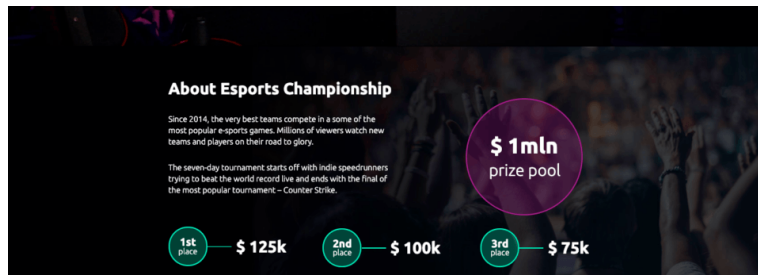 About Esports Championship
Since 2014, the very best teams compete in a some of the
most popular e-sports games. Millions of viewers watch new
teams and players on their road to glory.
The seven-day tournament starts off with indie speedrunners
trying to beat the world record live and ends with the final of
the most popular tournament – Counter Strike.
$ 1mln
prize pool
1st
place
$ 125k
2nd
place
$ 100k
3rd
place
$ 75k